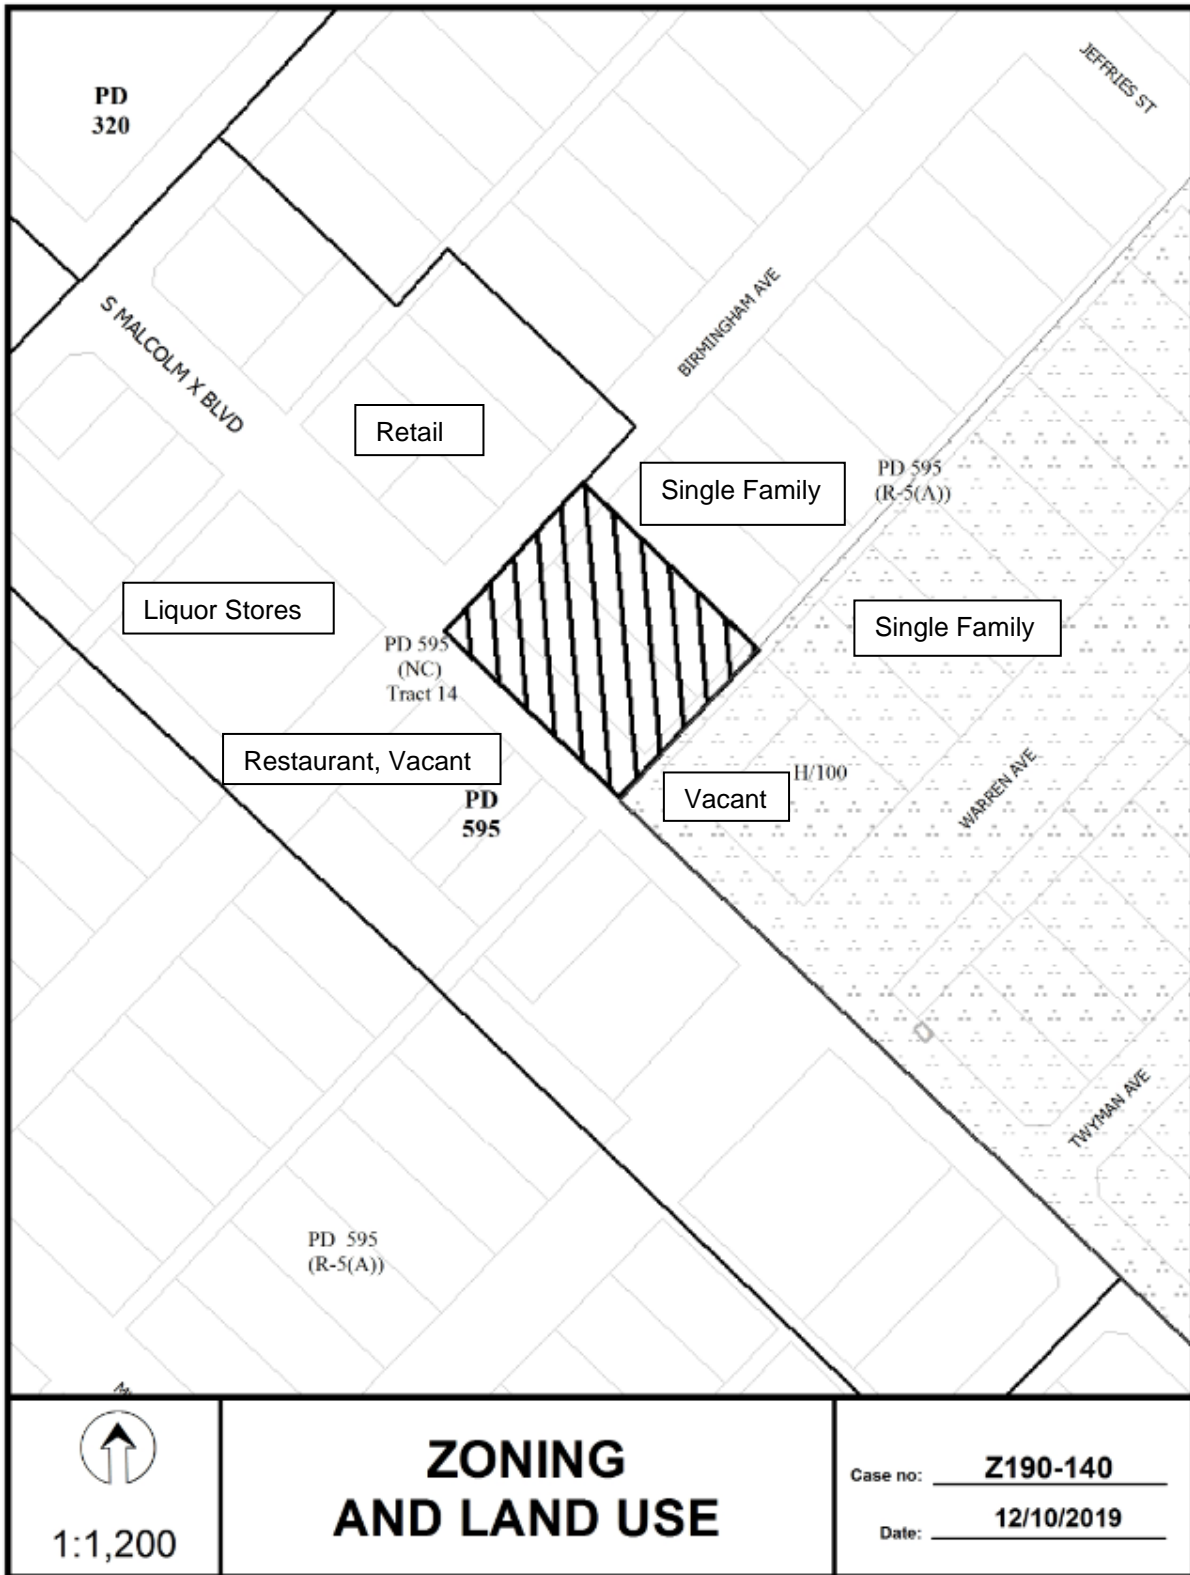 PD
320
JEFFRIES ST
S MALCOLM X BLVD
BIRMINGHAM AVE
Retail
Single Family
PD 595
(R-5(A))
Liquor Stores
Single Family
PD 595
(NC)
Tract 14
Restaurant, Vacant
PD
595
Vacant
H/100
WARREN AVE
TWYMAN AVE
PD 595
(R-5(A))
1:1,200
ZONING
AND LAND USE
Case no: Z190-140
Date: 12/10/2019